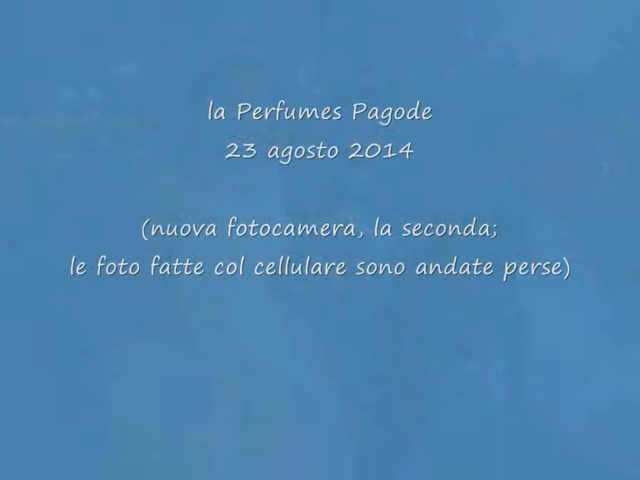 la Perfumes Pagode
23 agosto 2014
(nuova fotocamera, la seconda;
le foto fatte col cellulare sono andate perse)